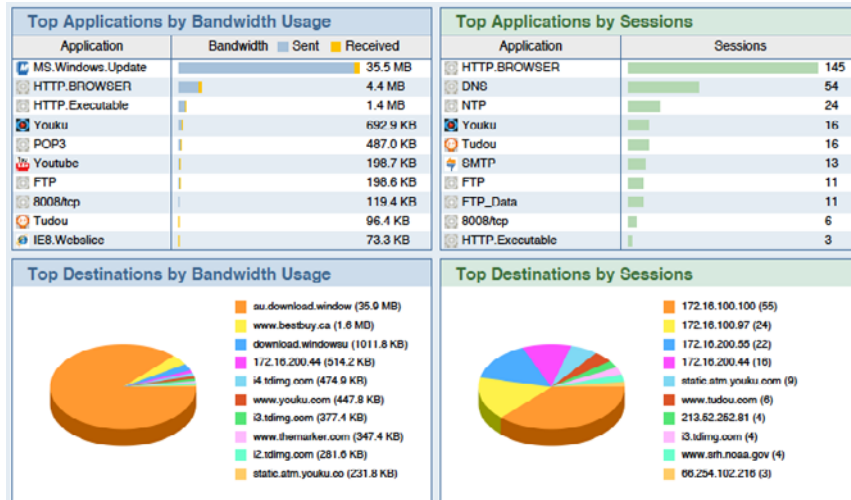 Top Applications by Bandwidth Usage
Application Bandwidth Sent Received
MS.Windows.Update 35.5 MB
HTTP.BROWSER 4.4 MB
HTTP.Executable 1.4 MB
Youku 692.9 KB
POP3 487.0 KB
Youtube 198.7 KB
FTP 198.6 KB
8008/tcp 119.4 KB
Tudou 96.4 KB
IE8.Webslice 73.3 KB
Top Applications by Sessions
Application Sessions
HTTP.BROWSER 145
DNS 54
NTP 24
Youku 16
Tudou 16
SMTP 13
FTP 11
FTP_Data 11
8008/tcp 6
HTTP.Executable 3
Top Destinations by Bandwidth Usage
au.download.window (35.9 MB)
www.bestbuy.ca (1.6 MB)
download.windowsu (1011.8 KB)
172.16.200.44 (514.2 KB)
i4.tdimg.com (474.9 KB)
www.youku.com (447.8 KB)
i3.tdimg.com (377.4 KB)
www.themarker.com (347.4 KB)
i2.tdimg.com (281.6 KB)
static.atm.youku.co (231.8 KB)
Top Destinations by Sessions
172.16.100.100 (55)
172.16.100.97 (24)
172.16.200.55 (22)
172.16.200.44 (16)
static.atm.youku.com (9)
www.tudou.com (6)
213.52.252.81 (4)
i3.tdimg.com (4)
www.srh.noaa.gov (4)
66.254.102.216 (3)